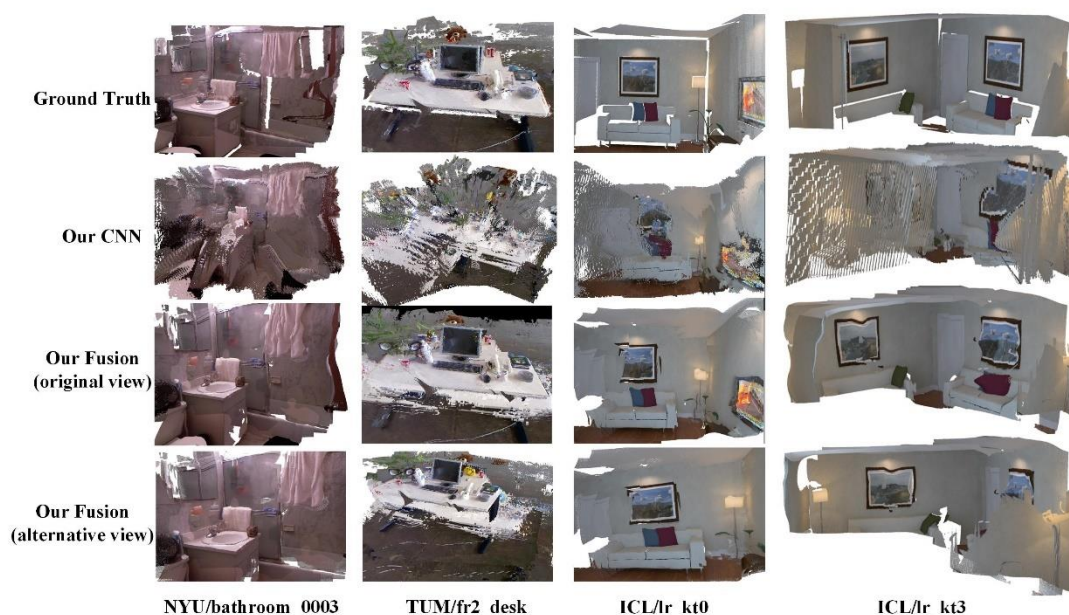 Ground Truth
Our CNN
Our Fusion
(original view)
Our Fusion
(alternative view)
NYU/bathroom_0003 TUM/fr2_desk ICL/lr_kt0 ICL/lr_kt3